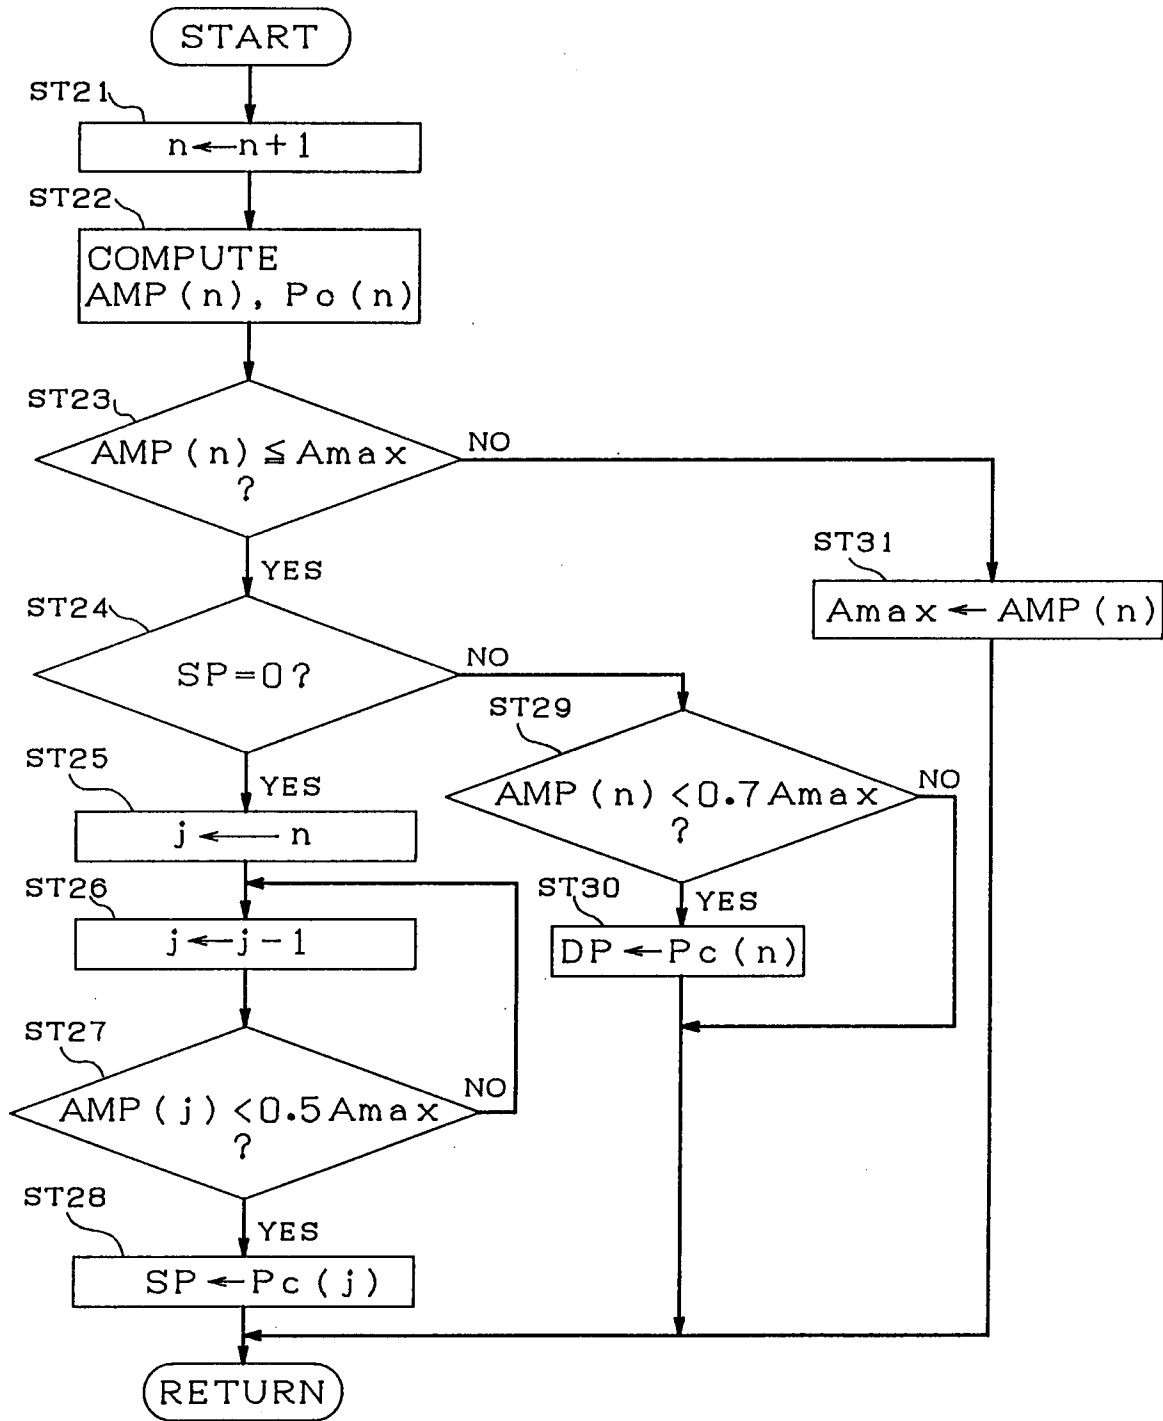 START
ST21
n←n+1
ST22
COMPUTE
AMP(n), Po(n)
ST23
AMP(n)≦Amax
?
NO
YES
ST31
Amax←AMP(n)
ST24
SP=0?
NO
YES
ST29
AMP(n)<0.7Amax
?
NO
YES
ST25
j←n
ST26
j←j-1
ST30
DP←Pc(n)
ST27
AMP(j)<0.5Amax
?
NO
YES
ST28
SP←Pc(j)
RETURN